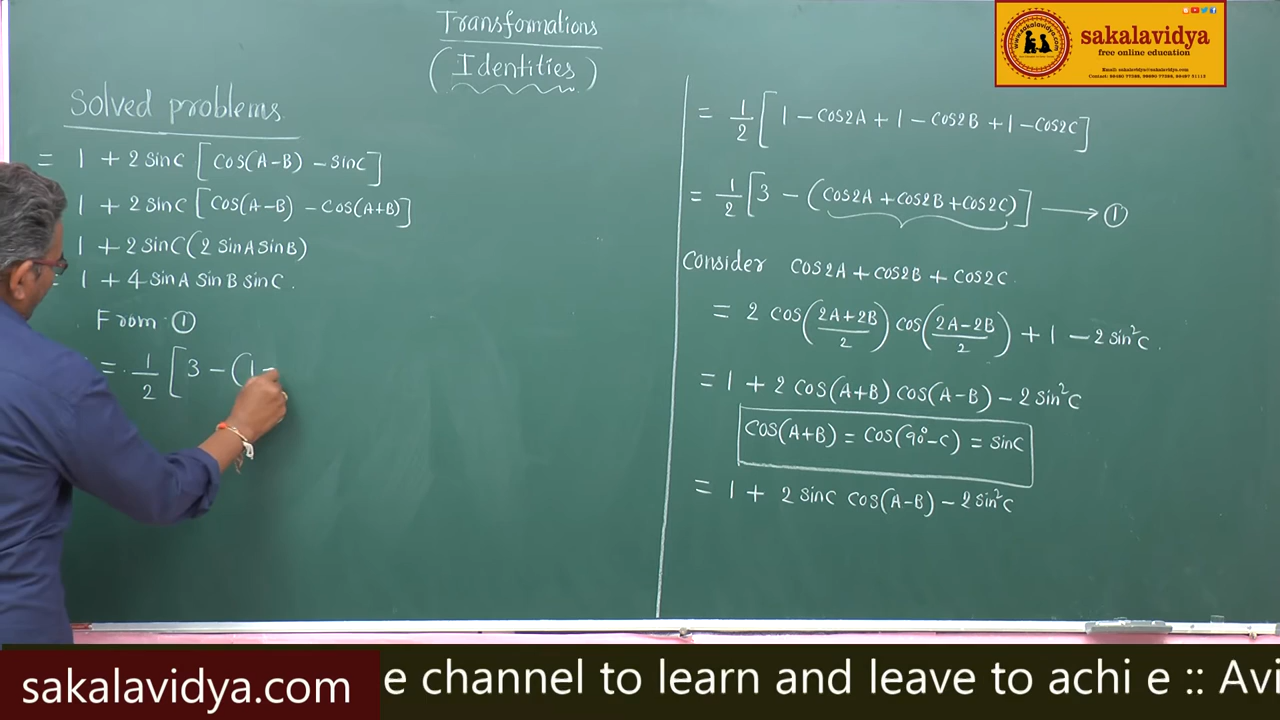 Transformations
(Identities)
sakalavidya
free online education
Solved problems
= 1 + 2 sinC [cos(A-B) - sinC]
1 + 2 sinC [cos(A-B) - cos(A+B)]
1 + 2 sinC (2 sinA sinB)
= 1 + 4 sinA sinB sinC.
From ①
= 1/2 [3 - (1
= 1/2 [1 - cos2A + 1 - cos2B + 1 - cos2C]
= 1/2 [3 - (cos2A + cos2B + cos2C)] → ①
Consider cos2A + cos2B + cos2C.
= 2 cos((2A+2B)/2) cos((2A-2B)/2) + 1 - 2 sin²C.
= 1 + 2 cos(A+B) cos(A-B) - 2 sin²C
cos(A+B) = cos(90°-C) = sinC
= 1 + 2 sinC cos(A-B) - 2 sin²C
sakalavidya.com
e channel to learn and leave to achi e :: Avi